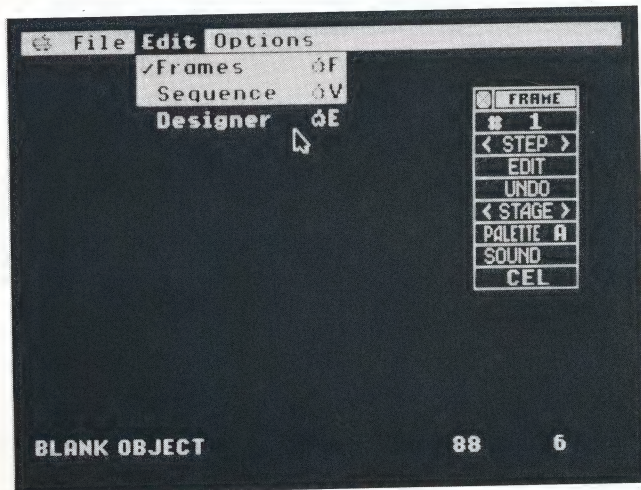 File Edit Options
✓Frames F
Sequence V
Designer E
FRAME
# 1
< STEP >
EDIT
UNDO
< STAGE >
PALETTE A
SOUND
CEL
BLANK OBJECT 88 6